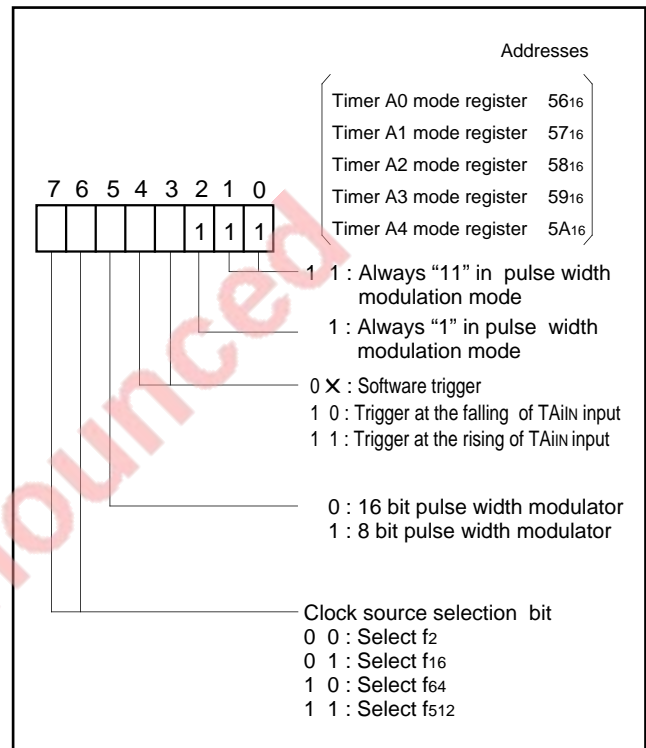 Addresses
Timer A0 mode register 5616
Timer A1 mode register 5716
Timer A2 mode register 5816
Timer A3 mode register 5916
Timer A4 mode register 5A16
7 6 5 4 3 2 1 0
1 1 1
1 1 : Always “11” in pulse width
modulation mode
1 : Always “1” in pulse width
modulation mode
0 × : Software trigger
1 0 : Trigger at the falling of TAiIN input
1 1 : Trigger at the rising of TAiIN input
0 : 16 bit pulse width modulator
1 : 8 bit pulse width modulator
Clock source selection bit
0 0 : Select f2
0 1 : Select f16
1 0 : Select f64
1 1 : Select f512
ounced